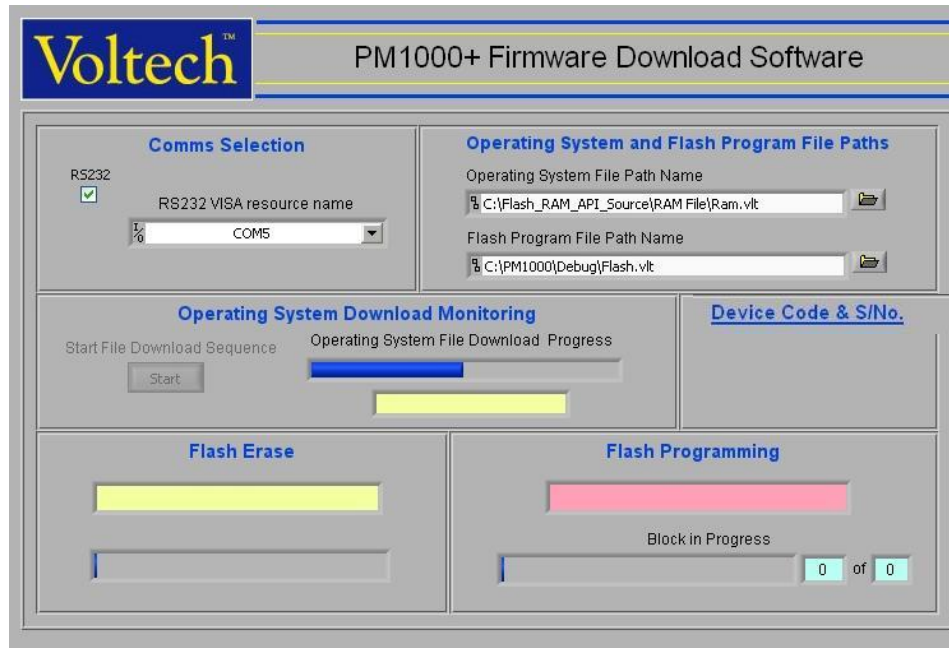 Voltech™
PM1000+ Firmware Download Software
Comms Selection
RS232
RS232 VISA resource name
I/O COM5
Operating System and Flash Program File Paths
Operating System File Path Name
C:\Flash_RAM_API_Source\RAM File\Ram.vlt
Flash Program File Path Name
C:\PM1000\Debug\Flash.vlt
Operating System Download Monitoring
Start File Download Sequence
Start
Operating System File Download Progress
Device Code & S/No.
Flash Erase
Flash Programming
Block in Progress
0 of 0